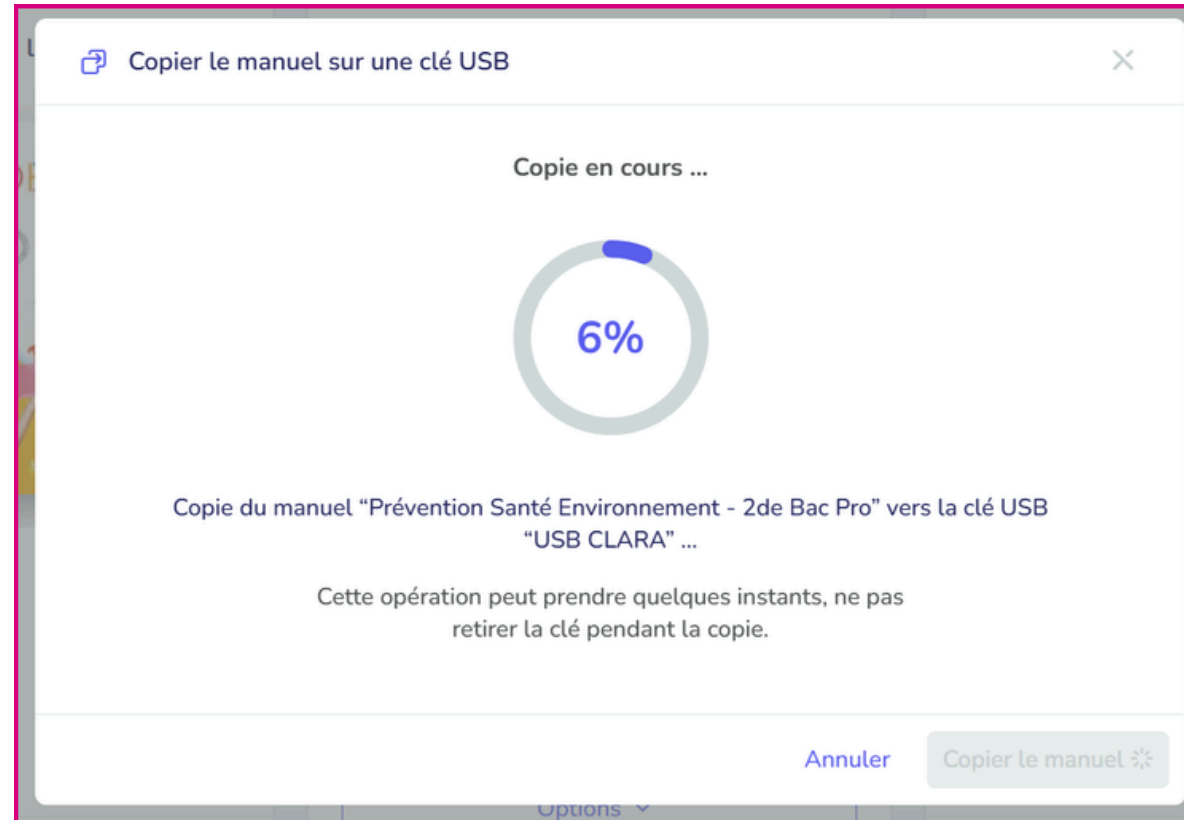 Copier le manuel sur une clé USB
Copie en cours ...
6%
Copie du manuel “Prévention Santé Environnement - 2de Bac Pro” vers la clé USB
“USB CLARA” ...
Cette opération peut prendre quelques instants, ne pas
retirer la clé pendant la copie.
Annuler
Copier le manuel
Options